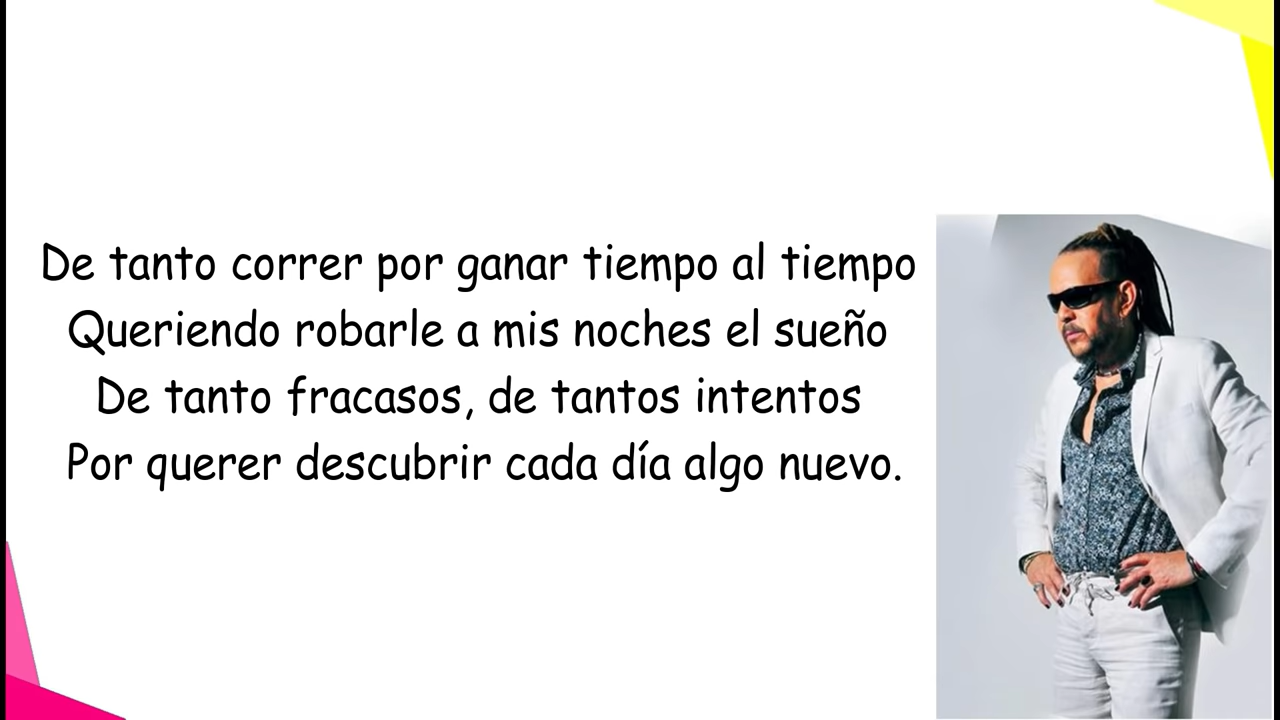 De tanto correr por ganar tiempo al tiempo
Queriendo robarle a mis noches el sueño
De tanto fracasos, de tantos intentos
Por querer descubrir cada día algo nuevo.